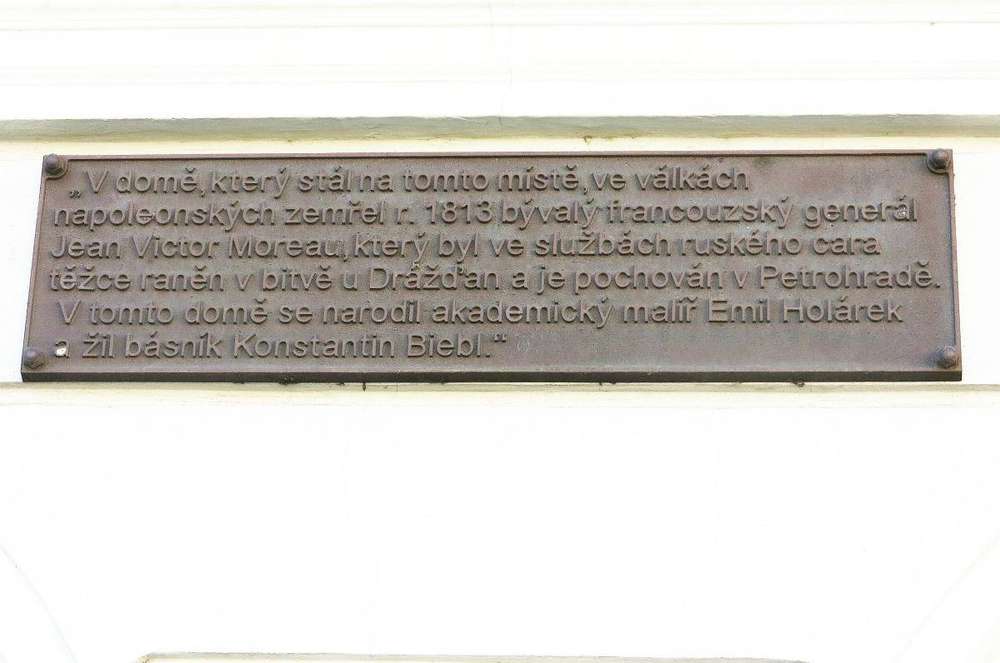 „V domě, který stál na tomto místě, ve válkách
napoleonských zemřel r. 1813 bývalý francouzský generál
Jean Victor Moreau, který byl ve službách ruského cara
těžce raněn v bitvě u Drážďan a je pochován v Petrohradě.
V tomto domě se narodil akademický malíř Emil Holárek
a žil básník Konstantin Biebl.“